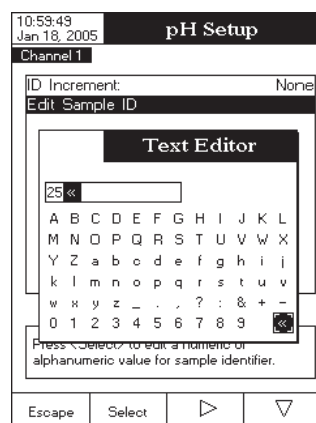 10:59:49
Jan 18, 2005
pH Setup
Channel 1
ID Increment: None
Edit Sample ID
Text Editor
25 «
A B C D E F G H I J K L
M N O P Q R S T U V W X
Y Z a b c d e f g h i j
k l m n o p q r s t u v
w x y z _ . , ? : & + -
0 1 2 3 4 5 6 7 8 9 «
Press <Select> to edit a numeric or
alphanumeric value for sample identifier.
Escape Select ▷ ▽